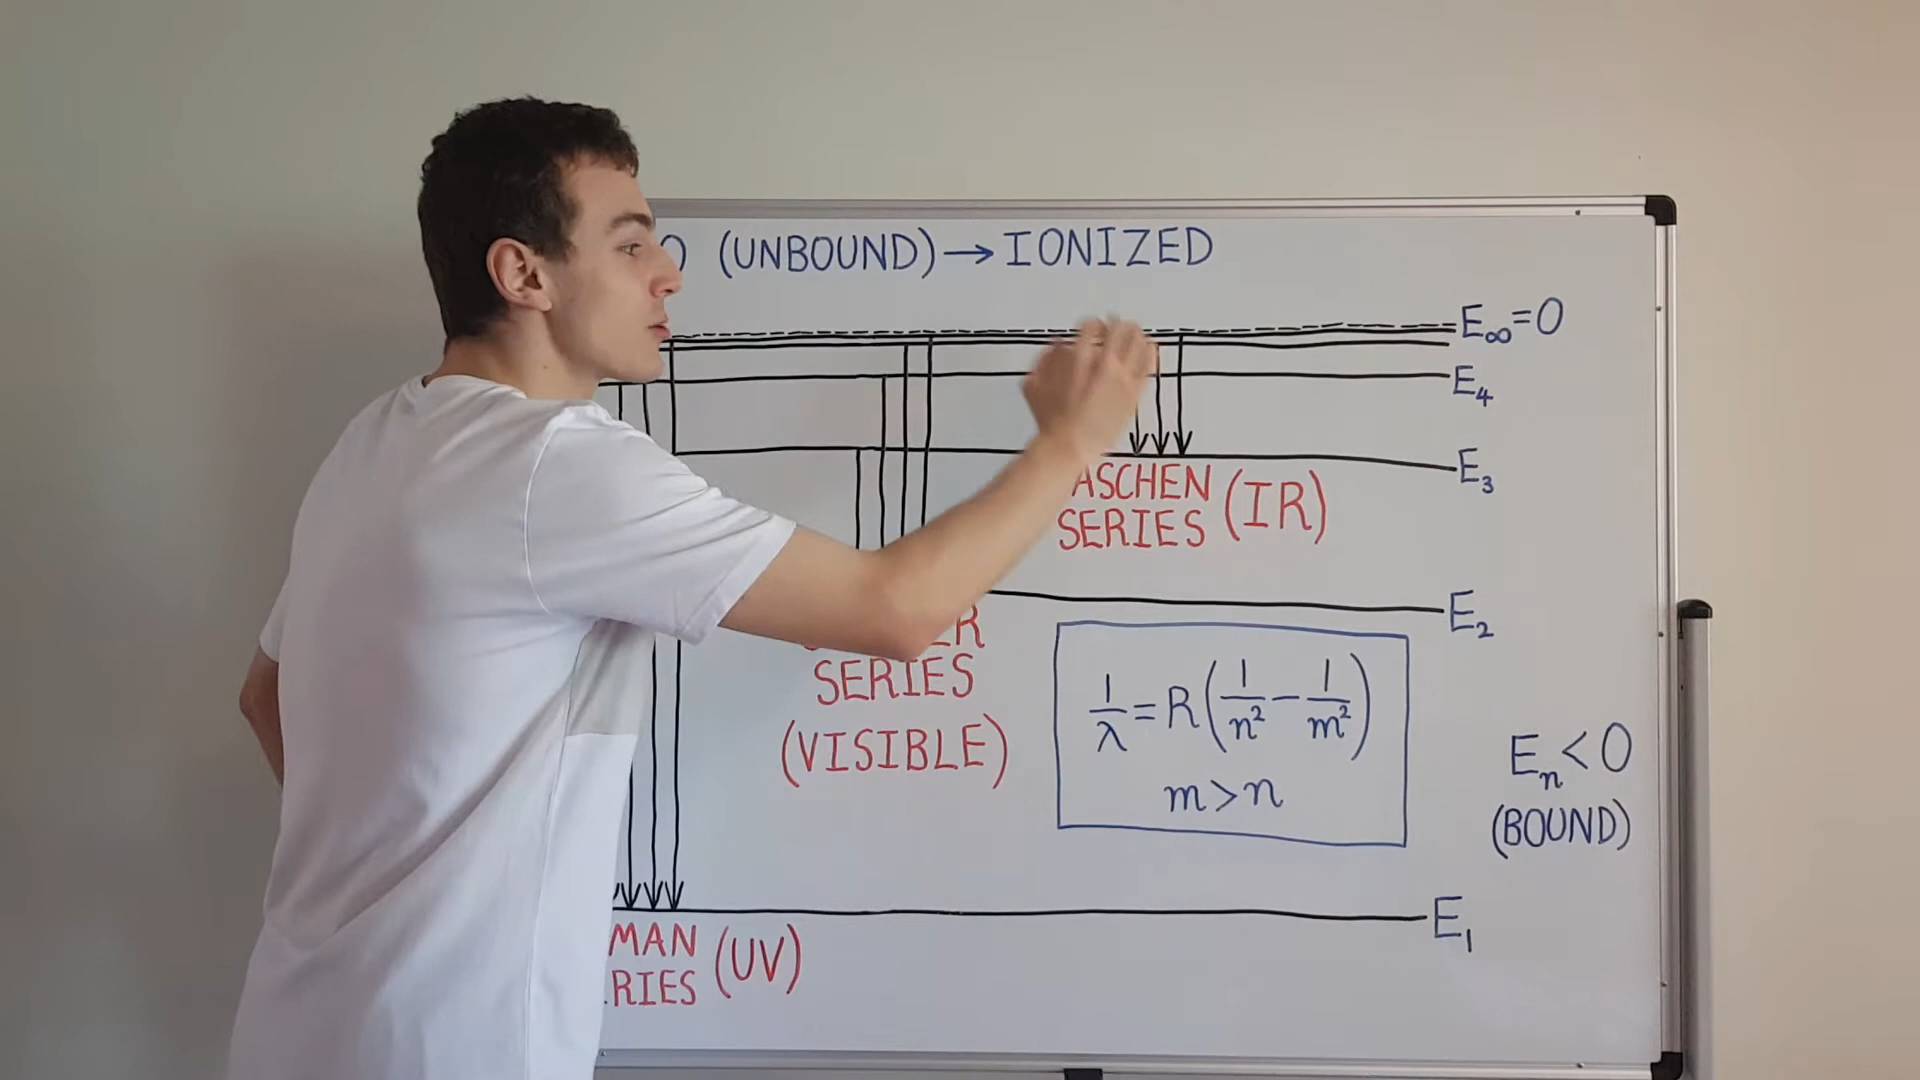 (UNBOUND) → IONIZED
E∞=0
E₄
E₃
SERIES (IR)
E₂
SERIES
(VISIBLE)
1/λ = R(1/n² − 1/m²)
m>n
Eₙ<0
(BOUND)
E₁
(UV)